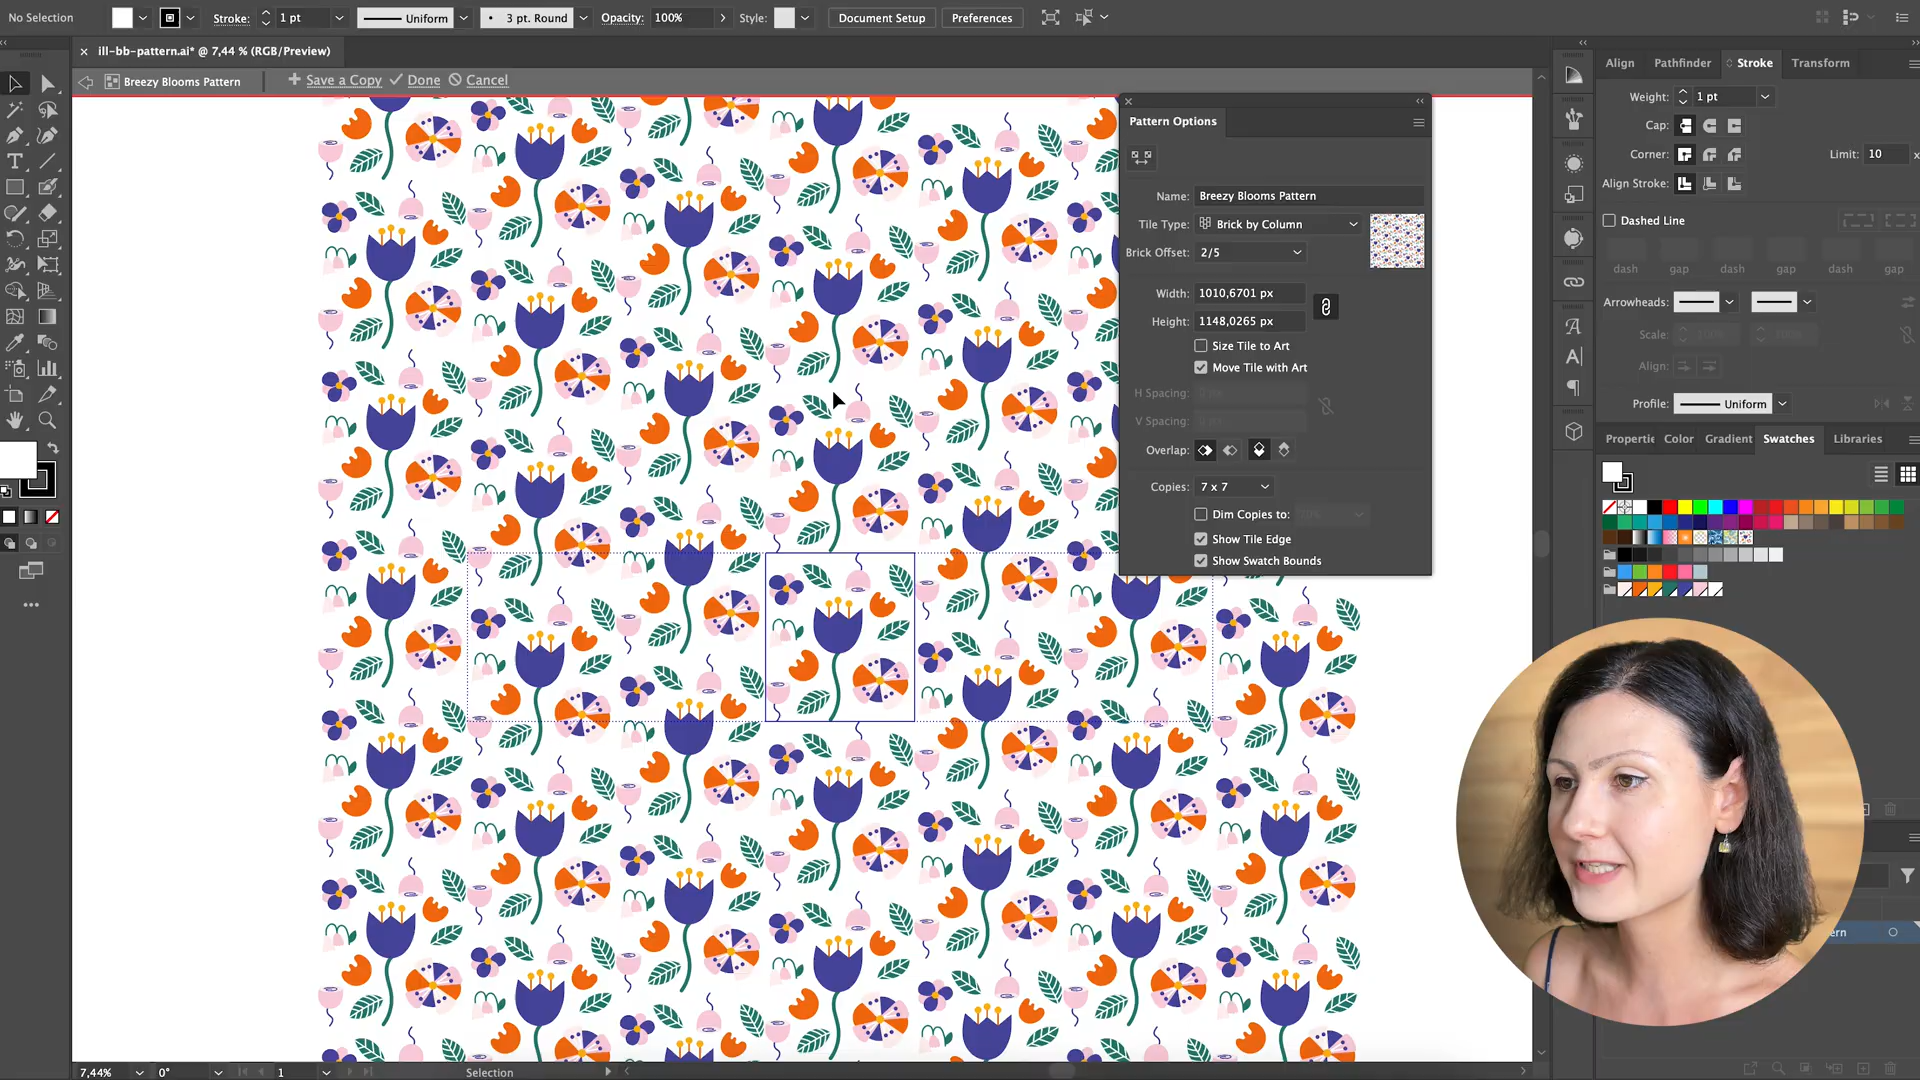 No Selection
Stroke:
1 pt
Uniform
3 pt. Round
Opacity:
100%
Style:
Document Setup
Preferences
ill-bb-pattern.ai* @ 7,44 % (RGB/Preview)
Breezy Blooms Pattern
Save a Copy
Done
Cancel
Pattern Options
Name:
Breezy Blooms Pattern
Tile Type:
Brick by Column
Brick Offset:
2/5
Width:
1010,6701 px
Height:
1148,0265 px
Size Tile to Art
Move Tile with Art
H Spacing:
V Spacing:
Overlap:
Copies:
7 x 7
Dim Copies to:
Show Tile Edge
Show Swatch Bounds
Align
Pathfinder
Stroke
Transform
Weight:
1 pt
Cap:
Corner:
Limit:
10
x
Align Stroke:
Dashed Line
dash
gap
dash
gap
dash
gap
Arrowheads:
Scale:
100%
100%
Align:
Profile:
Uniform
Propertie
Color
Gradient
Swatches
Libraries
ern
7,44%
0°
1
Selection